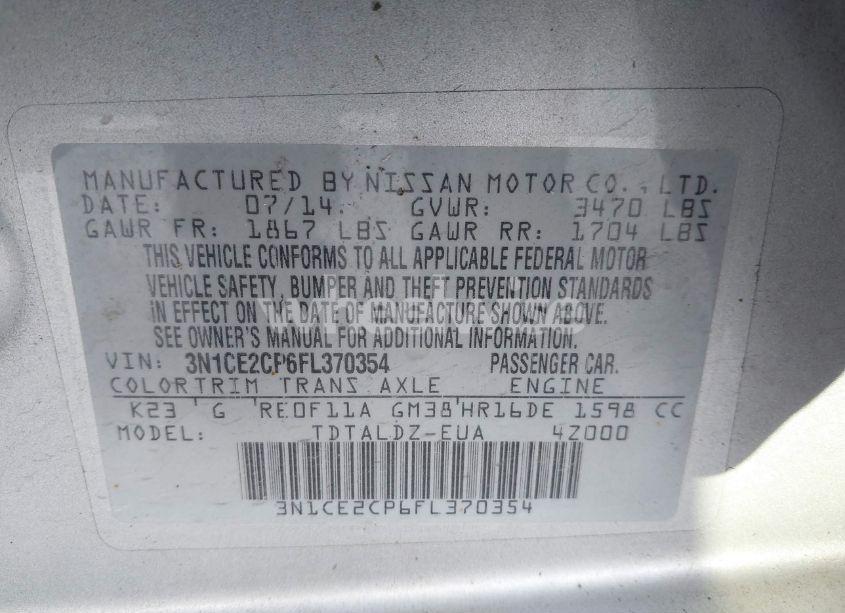 MANUFACTURED BY NISSAN MOTOR CO., LTD.
DATE: 07/14. GVWR: 3470 LBS
GAWR FR: 1867 LBS GAWR RR: 1704 LBS
THIS VEHICLE CONFORMS TO ALL APPLICABLE FEDERAL MOTOR
VEHICLE SAFETY, BUMPER AND THEFT PREVENTION STANDARDS
IN EFFECT ON THE DATE OF MANUFACTURE SHOWN ABOVE.
SEE OWNER'S MANUAL FOR ADDITIONAL INFORMATION.
VIN: 3N1CE2CP6FL370354 PASSENGER CAR.
COLORTRIM TRANS AXLE ENGINE
K23 G RE0F11A GM38 HR16DE 1598 CC
MODEL: TDTALDZ-EUA 4Z000
3N1CE2CP6FL370354